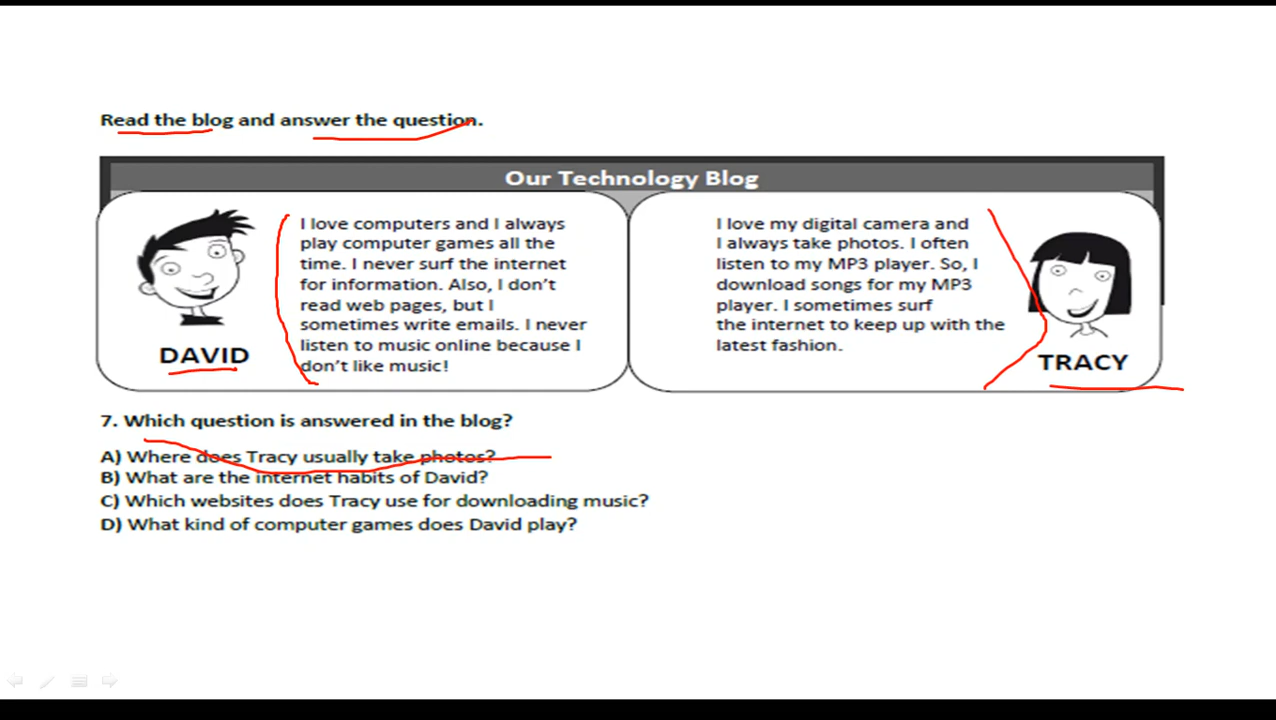 Read the blog and answer the question.
Our Technology Blog
I love computers and I always
play computer games all the
time. I never surf the internet
for information. Also, I don't
read web pages, but I
sometimes write emails. I never
listen to music online because I
don't like music!
DAVID
I love my digital camera and
I always take photos. I often
listen to my MP3 player. So, I
download songs for my MP3
player. I sometimes surf
the internet to keep up with the
latest fashion.
TRACY
7. Which question is answered in the blog?
A) Where does Tracy usually take photos?
B) What are the internet habits of David?
C) Which websites does Tracy use for downloading music?
D) What kind of computer games does David play?